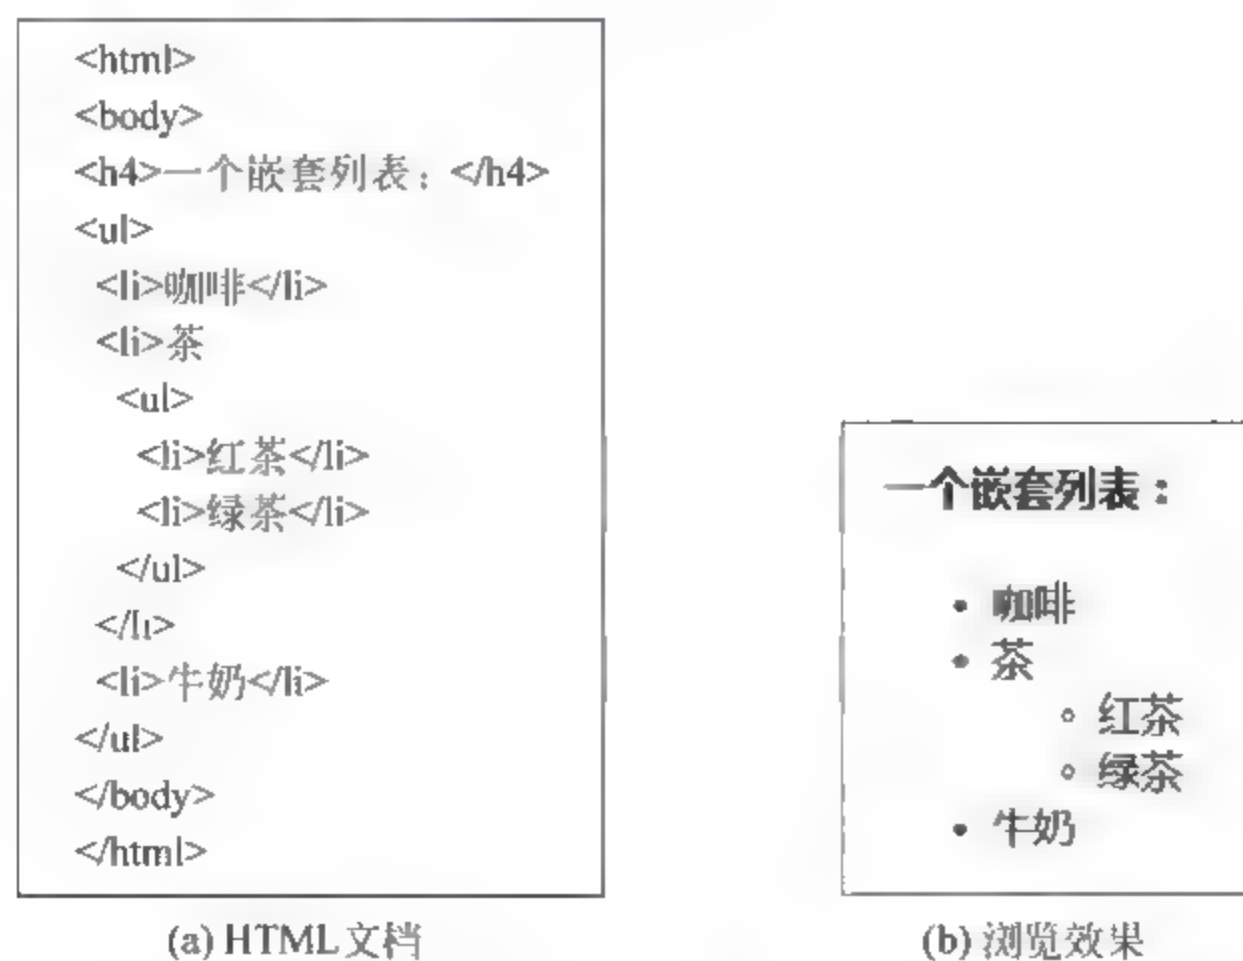 <html>
<body>
<h4>一个嵌套列表：</h4>
<ul>
<li>咖啡</li>
<li>茶
<ul>
<li>红茶</li>
<li>绿茶</li>
</ul>
</li>
<li>牛奶</li>
</ul>
</body>
</html>
(a) HTML文档
一个嵌套列表：
• 咖啡
• 茶
◦ 红茶
◦ 绿茶
• 牛奶
(b) 浏览效果